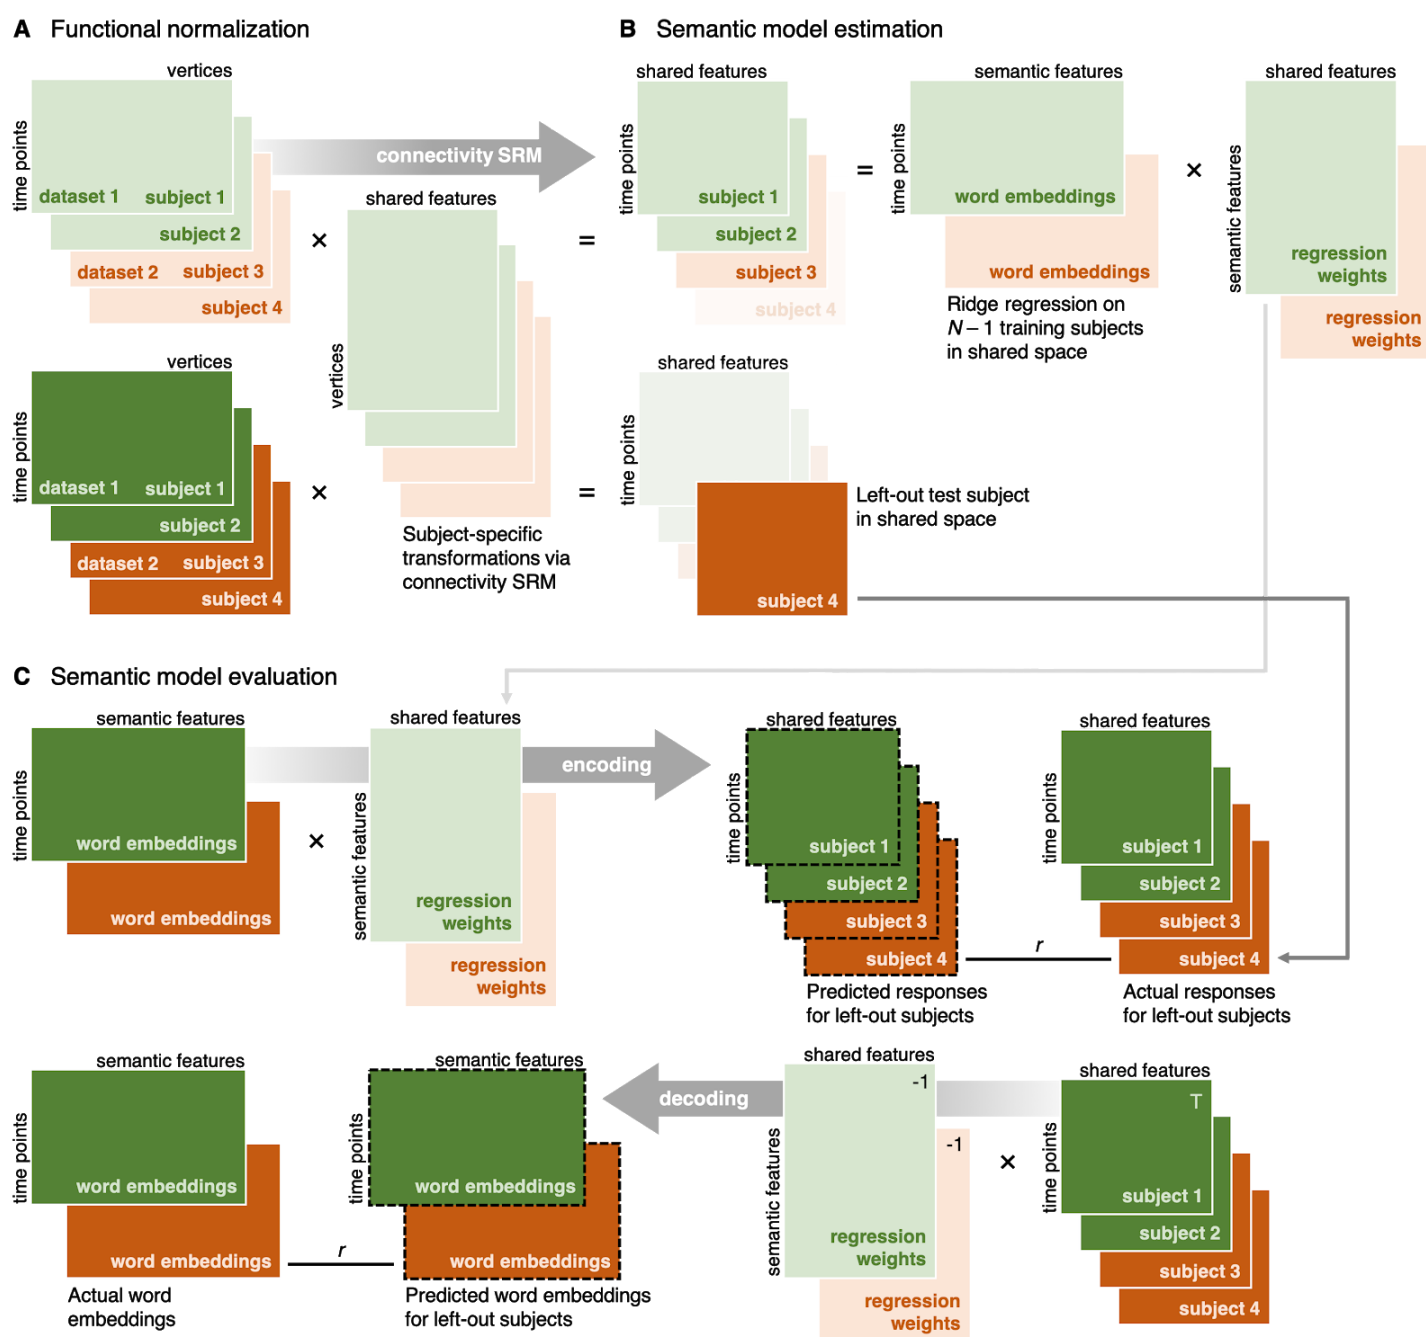 A Functional normalization
vertices
time points
dataset 1 subject 1
subject 2
dataset 2 subject 3
subject 4
connectivity SRM
×
shared features
vertices
=
vertices
time points
dataset 1 subject 1
subject 2
dataset 2 subject 3
subject 4
×
=
Subject-specific
transformations via
connectivity SRM
B Semantic model estimation
shared features
time points
subject 1
subject 2
subject 3
subject 4
=
semantic features
time points
word embeddings
word embeddings
Ridge regression on
N – 1 training subjects
in shared space
×
shared features
semantic features
regression
weights
regression
weights
shared features
time points
subject 4
Left-out test subject
in shared space
C Semantic model evaluation
semantic features
time points
word embeddings
word embeddings
×
shared features
semantic features
regression
weights
regression
weights
encoding
shared features
time points
subject 1
subject 2
subject 3
subject 4
Predicted responses
for left-out subjects
r
shared features
time points
subject 1
subject 2
subject 3
subject 4
Actual responses
for left-out subjects
semantic features
time points
word embeddings
word embeddings
Actual word
embeddings
r
semantic features
time points
word embeddings
word embeddings
Predicted word embeddings
for left-out subjects
decoding
shared features
-1
-1
semantic features
regression
weights
regression
weights
×
shared features
T
time points
subject 1
subject 2
subject 3
subject 4